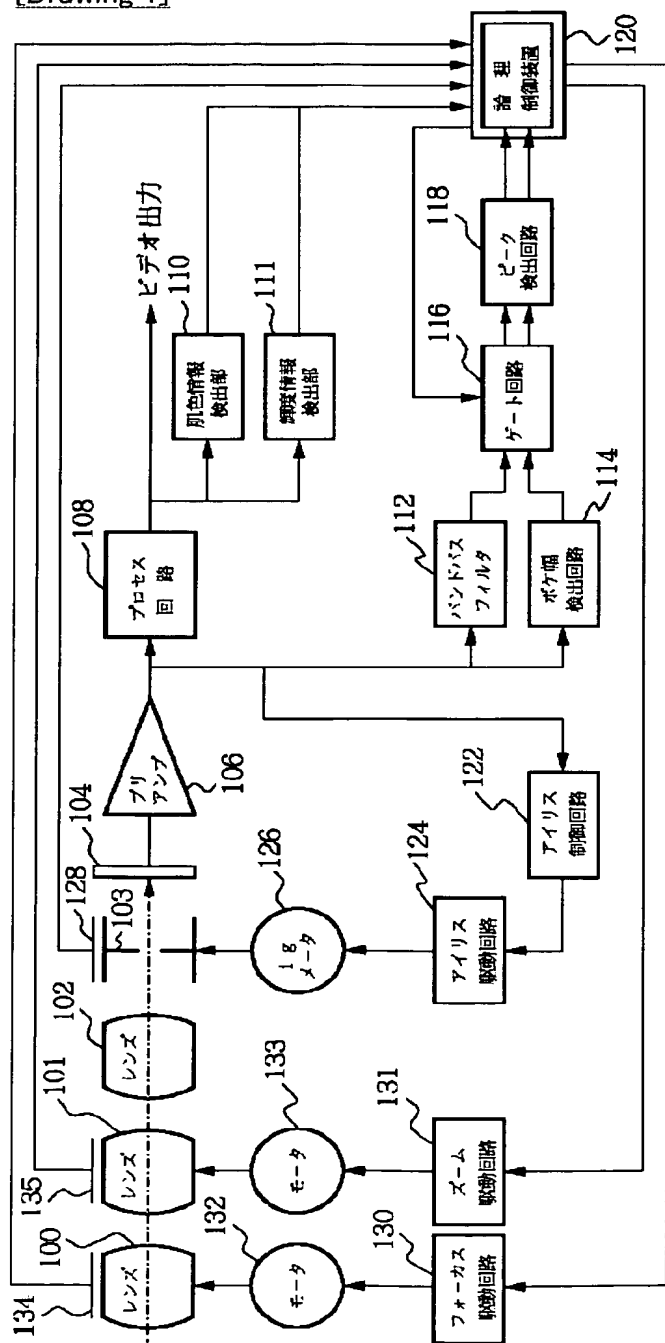 [Drawing 1]
134
100
レンズ
135
101
レンズ
102
レンズ
128
103
104
プリ
アンプ
106
108
プロセス
回路
ビデオ出力
110
肌色情報
検出部
111
輝度情報
検出部
120
論理
制御装置
118
ピーク
検出回路
116
ゲート回路
112
バンドパス
フィルタ
114
ボケ幅
検出回路
122
アイリス
制御回路
124
アイリス
駆動回路
126
ig
メータ
133
モータ
131
ズーム
駆動回路
132
モータ
130
フォーカス
駆動回路